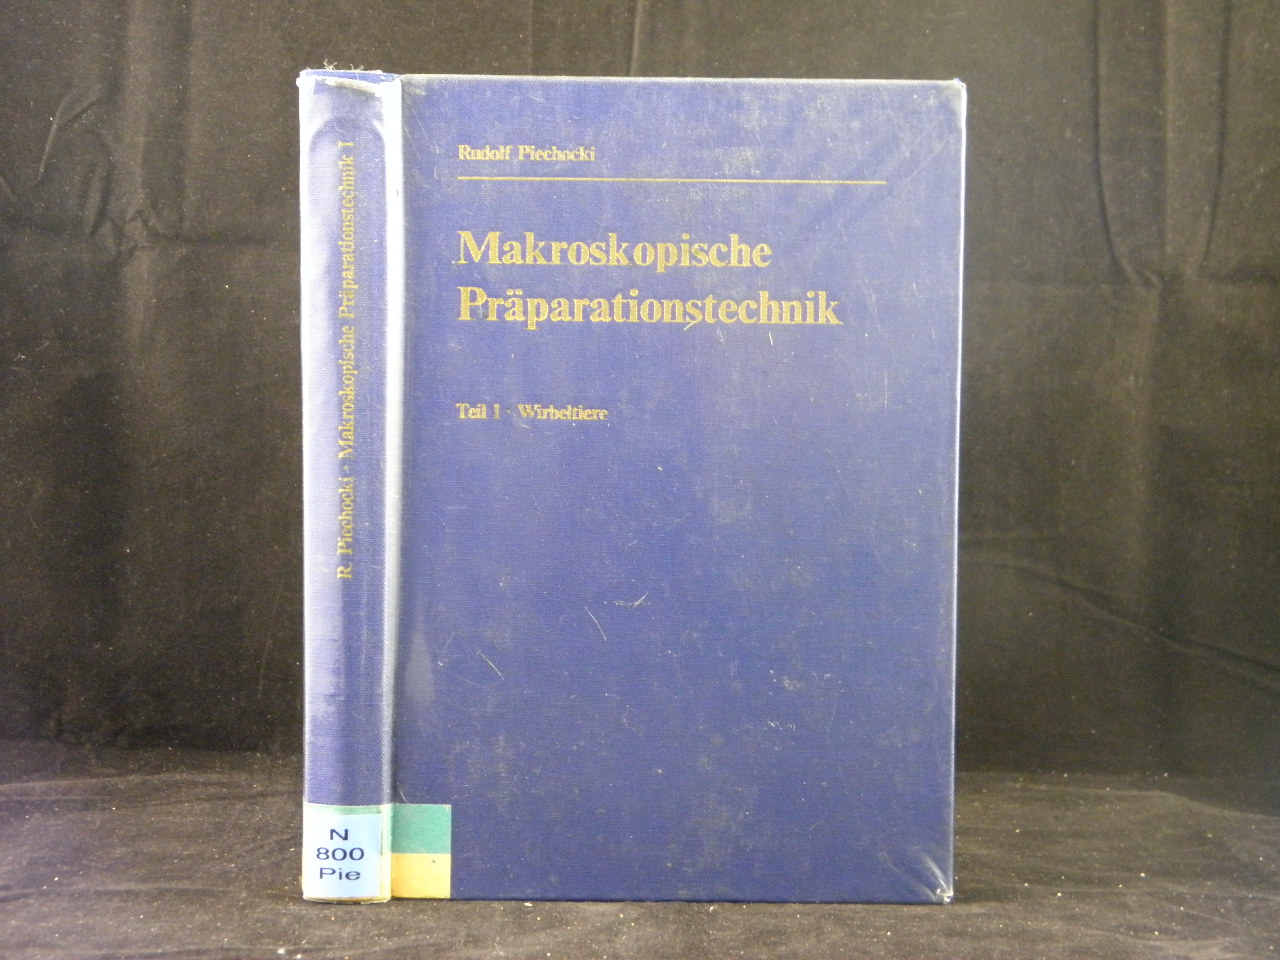 R. Piechocki · Makroskopische Präparationstechnik I
N
800
Pie
Rudolf Piechocki
Makroskopische
Präparationstechnik
Teil 1 · Wirbeltiere